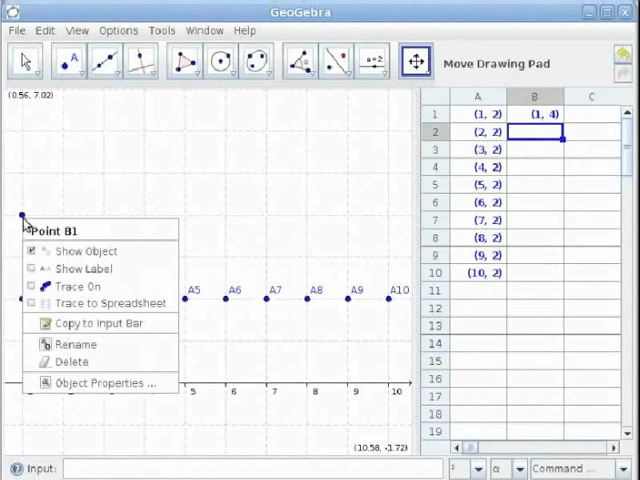 GeoGebra
File Edit View Options Tools Window Help
A a=2 Move Drawing Pad
(0.56, 7.02)
A B C
1 (1, 2) (1, 4)
2 (2, 2)
3 (3, 2)
4 (4, 2)
5 (5, 2)
6 (6, 2)
7 (7, 2)
8 (8, 2)
9 (9, 2)
10 (10, 2)
11
12
13
14
15
16
17
18
19
Point B1
Show Object
Show Label
Trace On
Trace to Spreadsheet
Copy to Input Bar
Rename
Delete
Object Properties ...
A5 A6 A7 A8 A9 A10
5 6 7 8 9 10
(10.58, -1.72)
Input: ² α Command ...